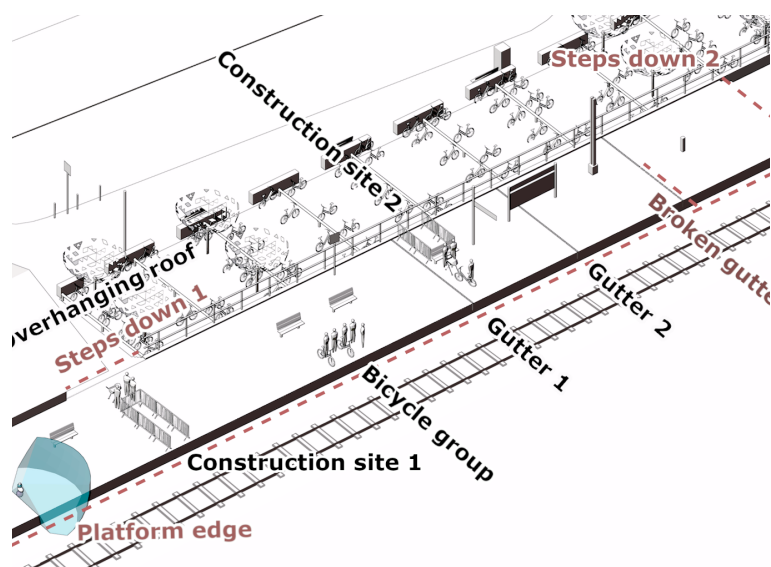 Steps down 2
Construction site 2
Broken gutte
overhanging roof
Steps down 1
Gutter 2
Gutter 1
Bicycle group
Construction site 1
Platform edge